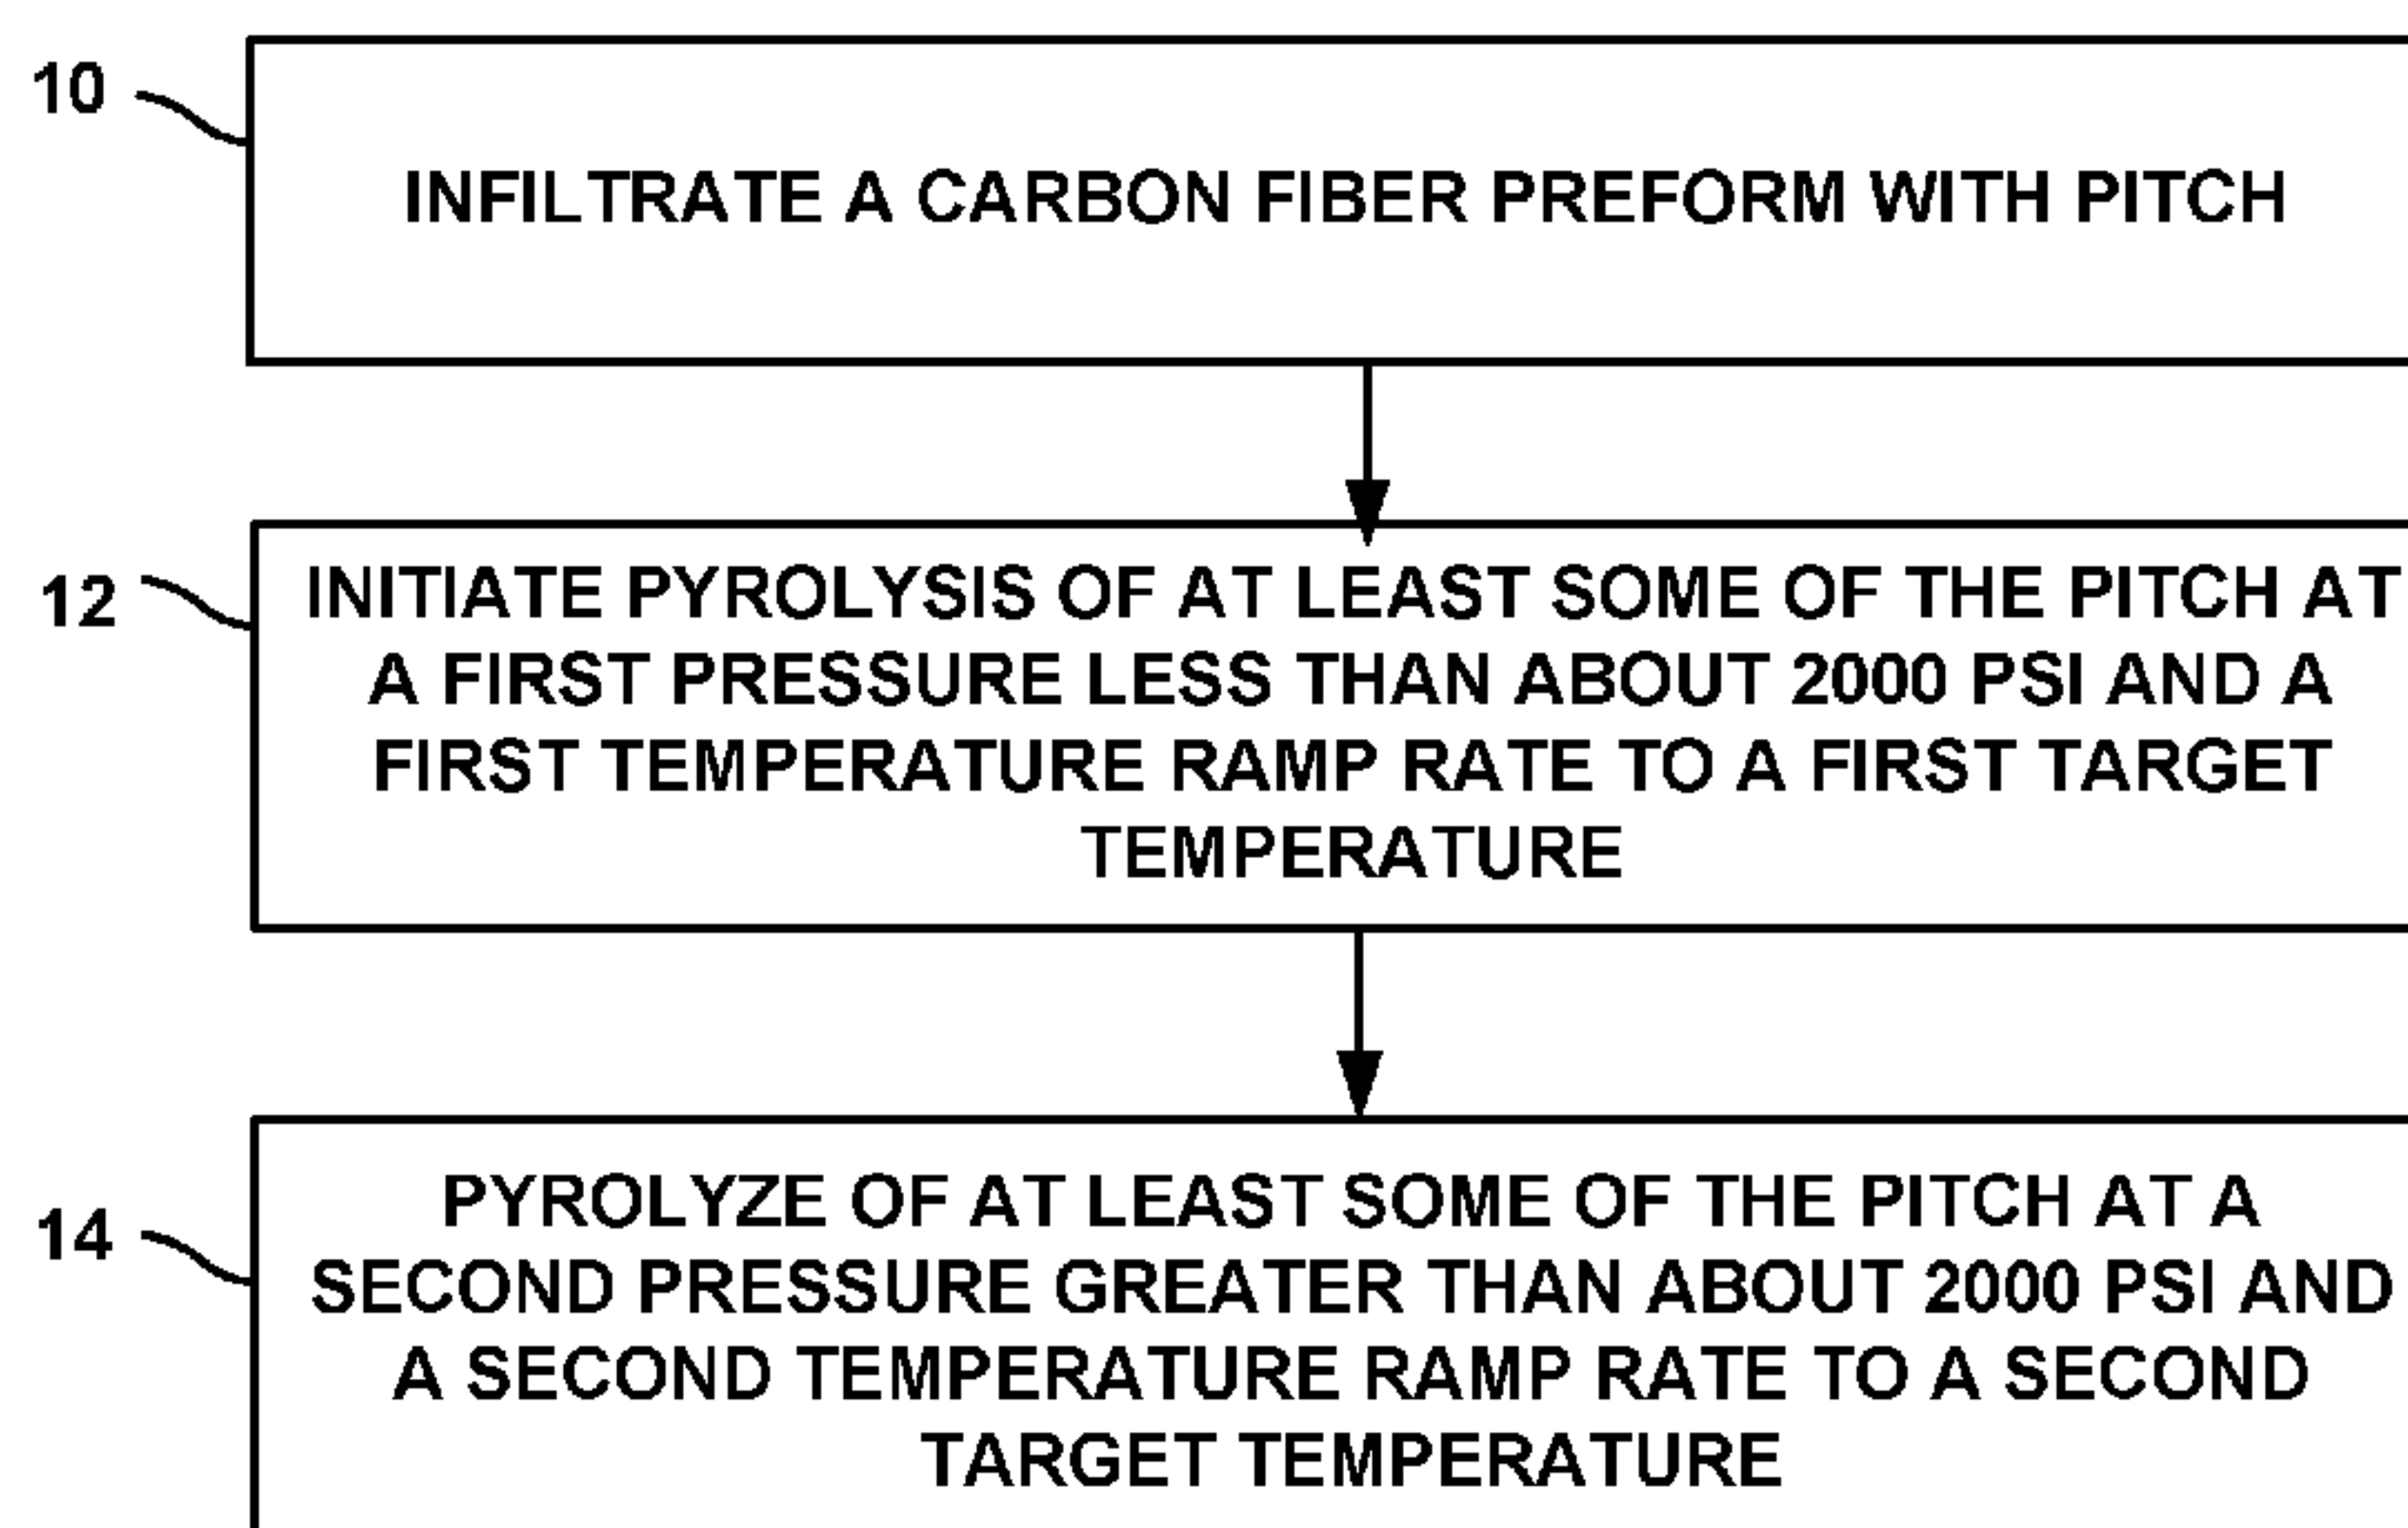 10
INFILTRATE A CARBON FIBER PREFORM WITH PITCH
12
INITIATE PYROLYSIS OF AT LEAST SOME OF THE PITCH AT
A FIRST PRESSURE LESS THAN ABOUT 2000 PSI AND A
FIRST TEMPERATURE RAMP RATE TO A FIRST TARGET
TEMPERATURE
14
PYROLYZE OF AT LEAST SOME OF THE PITCH AT A
SECOND PRESSURE GREATER THAN ABOUT 2000 PSI AND
A SECOND TEMPERATURE RAMP RATE TO A SECOND
TARGET TEMPERATURE